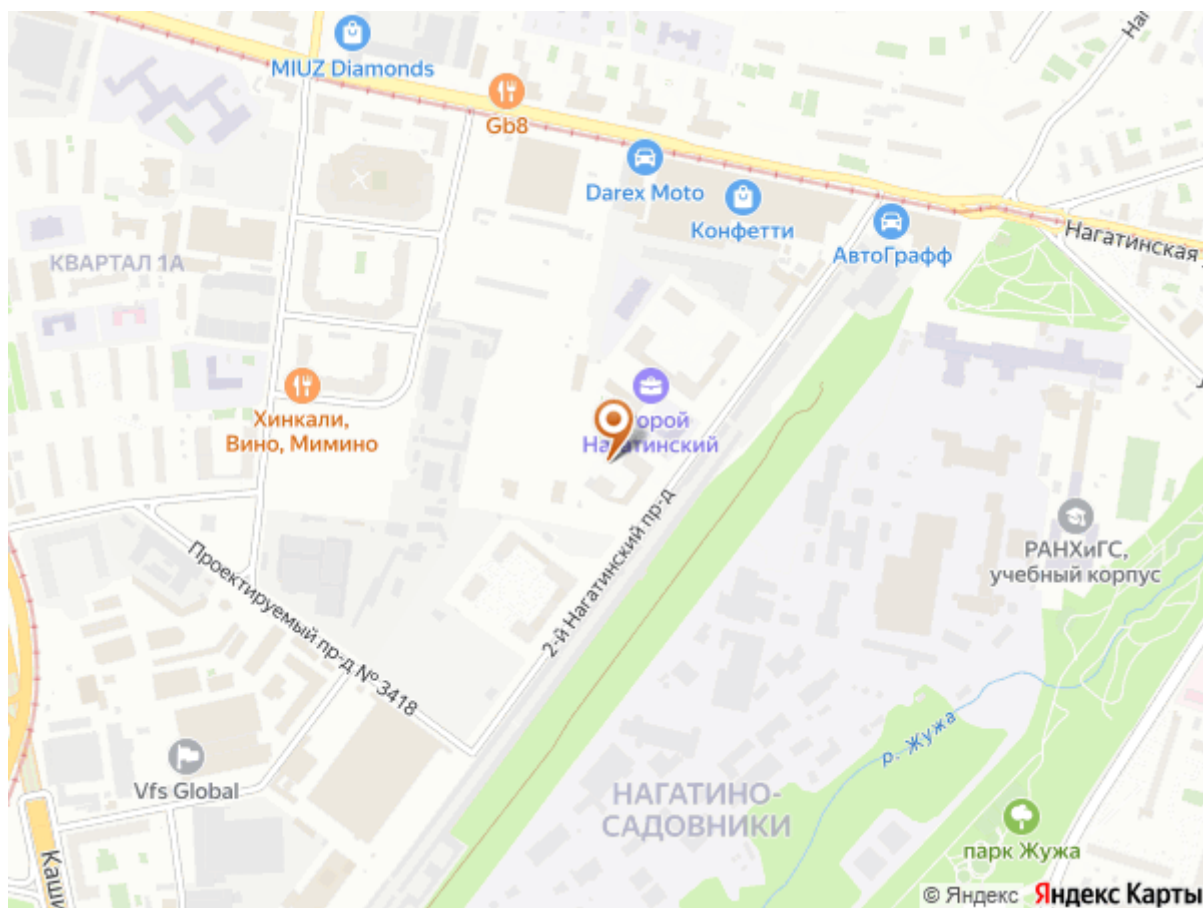 MIUZ Diamonds
Gb8
Darex Moto
Конфетти
АвтоГрафф
Нагатинская
КВАРТАЛ 1А
Хинкали,
Вино, Мимино
Нагатинский
2-й Нагатинский пр-д
РАНХиГС,
учебный корпус
Проектируемый пр-д № 3418
р. Жужа
Vfs Global
НАГАТИНО-
САДОВНИКИ
парк Жужа
© Яндекс Яндекс Карты